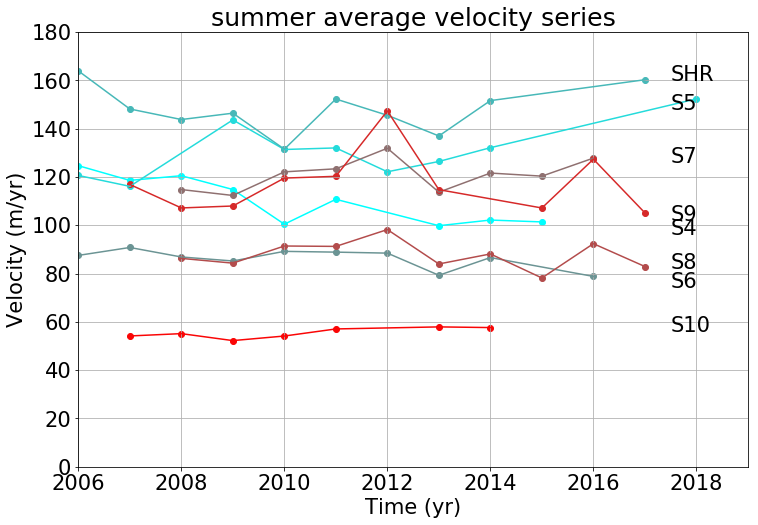 summer average velocity series
Velocity (m/yr)
180
160
140
120
100
80
60
40
20
0
SHR
S5
S7
S9
S4
S8
S6
S10
2006 2008 2010 2012 2014 2016 2018
Time (yr)